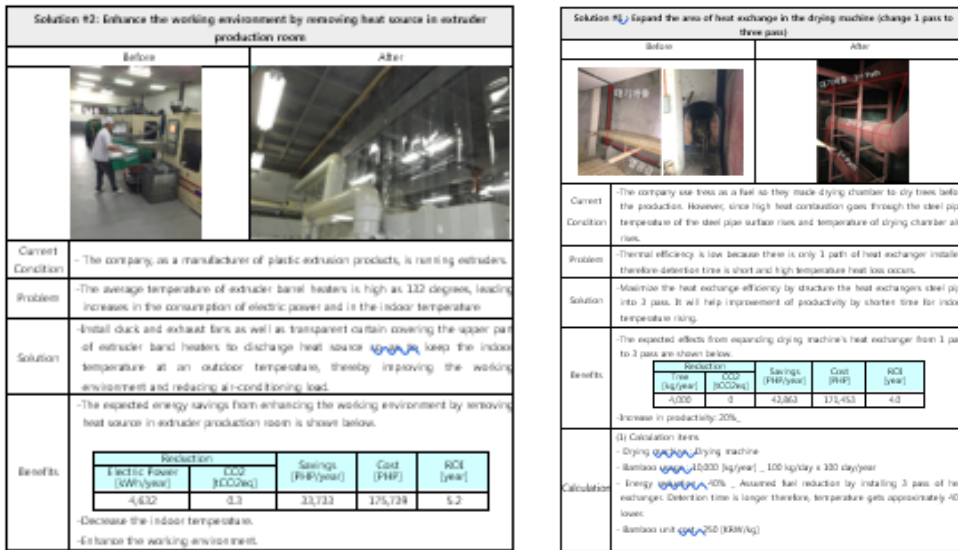 Solution #2: Enhance the working environment by removing heat source in extruder
production room
Before After
Current
Condition
- The company, as a manufacturer of plastic extrusion products, is running extruders.
Problem
-The average temperature of extruder barrel heaters is high as 132 degrees, leading
increases in the consumption of electric power and in the indoor temperature
Solution
-Install duck and exhaust fans as well as transparent curtain covering the upper part
of extruder band heaters to discharge heat source so as to keep the indoor
temperature at an outdoor temperature, thereby improving the working
environment and reducing air-conditioning load.
Benefits
-The expected energy savings from enhancing the working environment by removing
heat source in extruder production room is shown below.
Reduction
Electric Power
[kWh/year]
CO2
[tCO2eq]
Savings
[PHP/year]
Cost
[PHP]
ROI
[year]
4,632 0.3 33,733 175,739 5.2
-Decrease the indoor temperature.
-Enhance the working environment.
Solution #1: Expand the area of heat exchange in the drying machine (change 1 pass to
three pass)
Before After
Current
Condition
-The company use tress as a fuel so they made drying chamber to dry trees befo
the production. However, since high heat combustion goes through the steel pip
temperature of the steel pipe surface rises and temperature of drying chamber al
rises.
Problem
-Thermal efficiency is low because there is only 1 path of heat exchanger installe
therefore detention time is short and high temperature heat loss occurs.
Solution
-Maximize the heat exchange efficiency by structure the heat exchangers steel pip
into 3 pass. It will help improvement of productivity by shorten time for indoo
temperature rising.
Benefits
-The expected effects from expanding drying machine's heat exchanger from 1 pas
to 3 pass are shown below.
Reduction
Tree
[kg/year]
CO2
[tCO2eq]
Savings
[PHP/year]
Cost
[PHP]
ROI
[year]
4,000 0 42,863 171,453 4.0
-Increase in productivity: 20%_
Calculation
(1) Calculation items
- Drying machine: Drying machine
- Bamboo usage: 10,000 [kg/year] _ 100 kg/day x 100 day/year
- Energy reduction: 40% _ Assumed fuel reduction by installing 3 pass of he
exchanger. Detention time is longer therefore, temperature gets approximately 40
lower.
- Bamboo unit cost: 250 [KRW/kg]